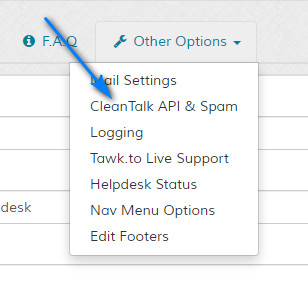 F.A.Q Other Options
Mail Settings
CleanTalk API & Spam
Logging
Tawk.to Live Support
Helpdesk Status
desk
Nav Menu Options
Edit Footers